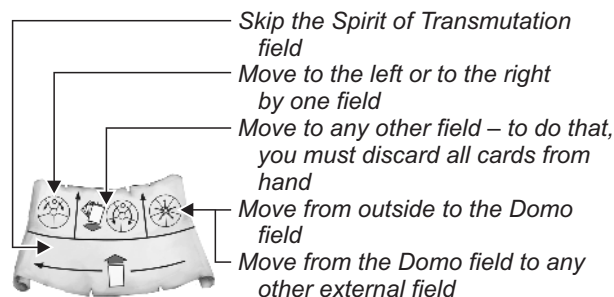 Skip the Spirit of Transmutation
field
Move to the left or to the right
by one field
Move to any other field – to do that,
you must discard all cards from
hand
Move from outside to the Domo
field
Move from the Domo field to any
other external field